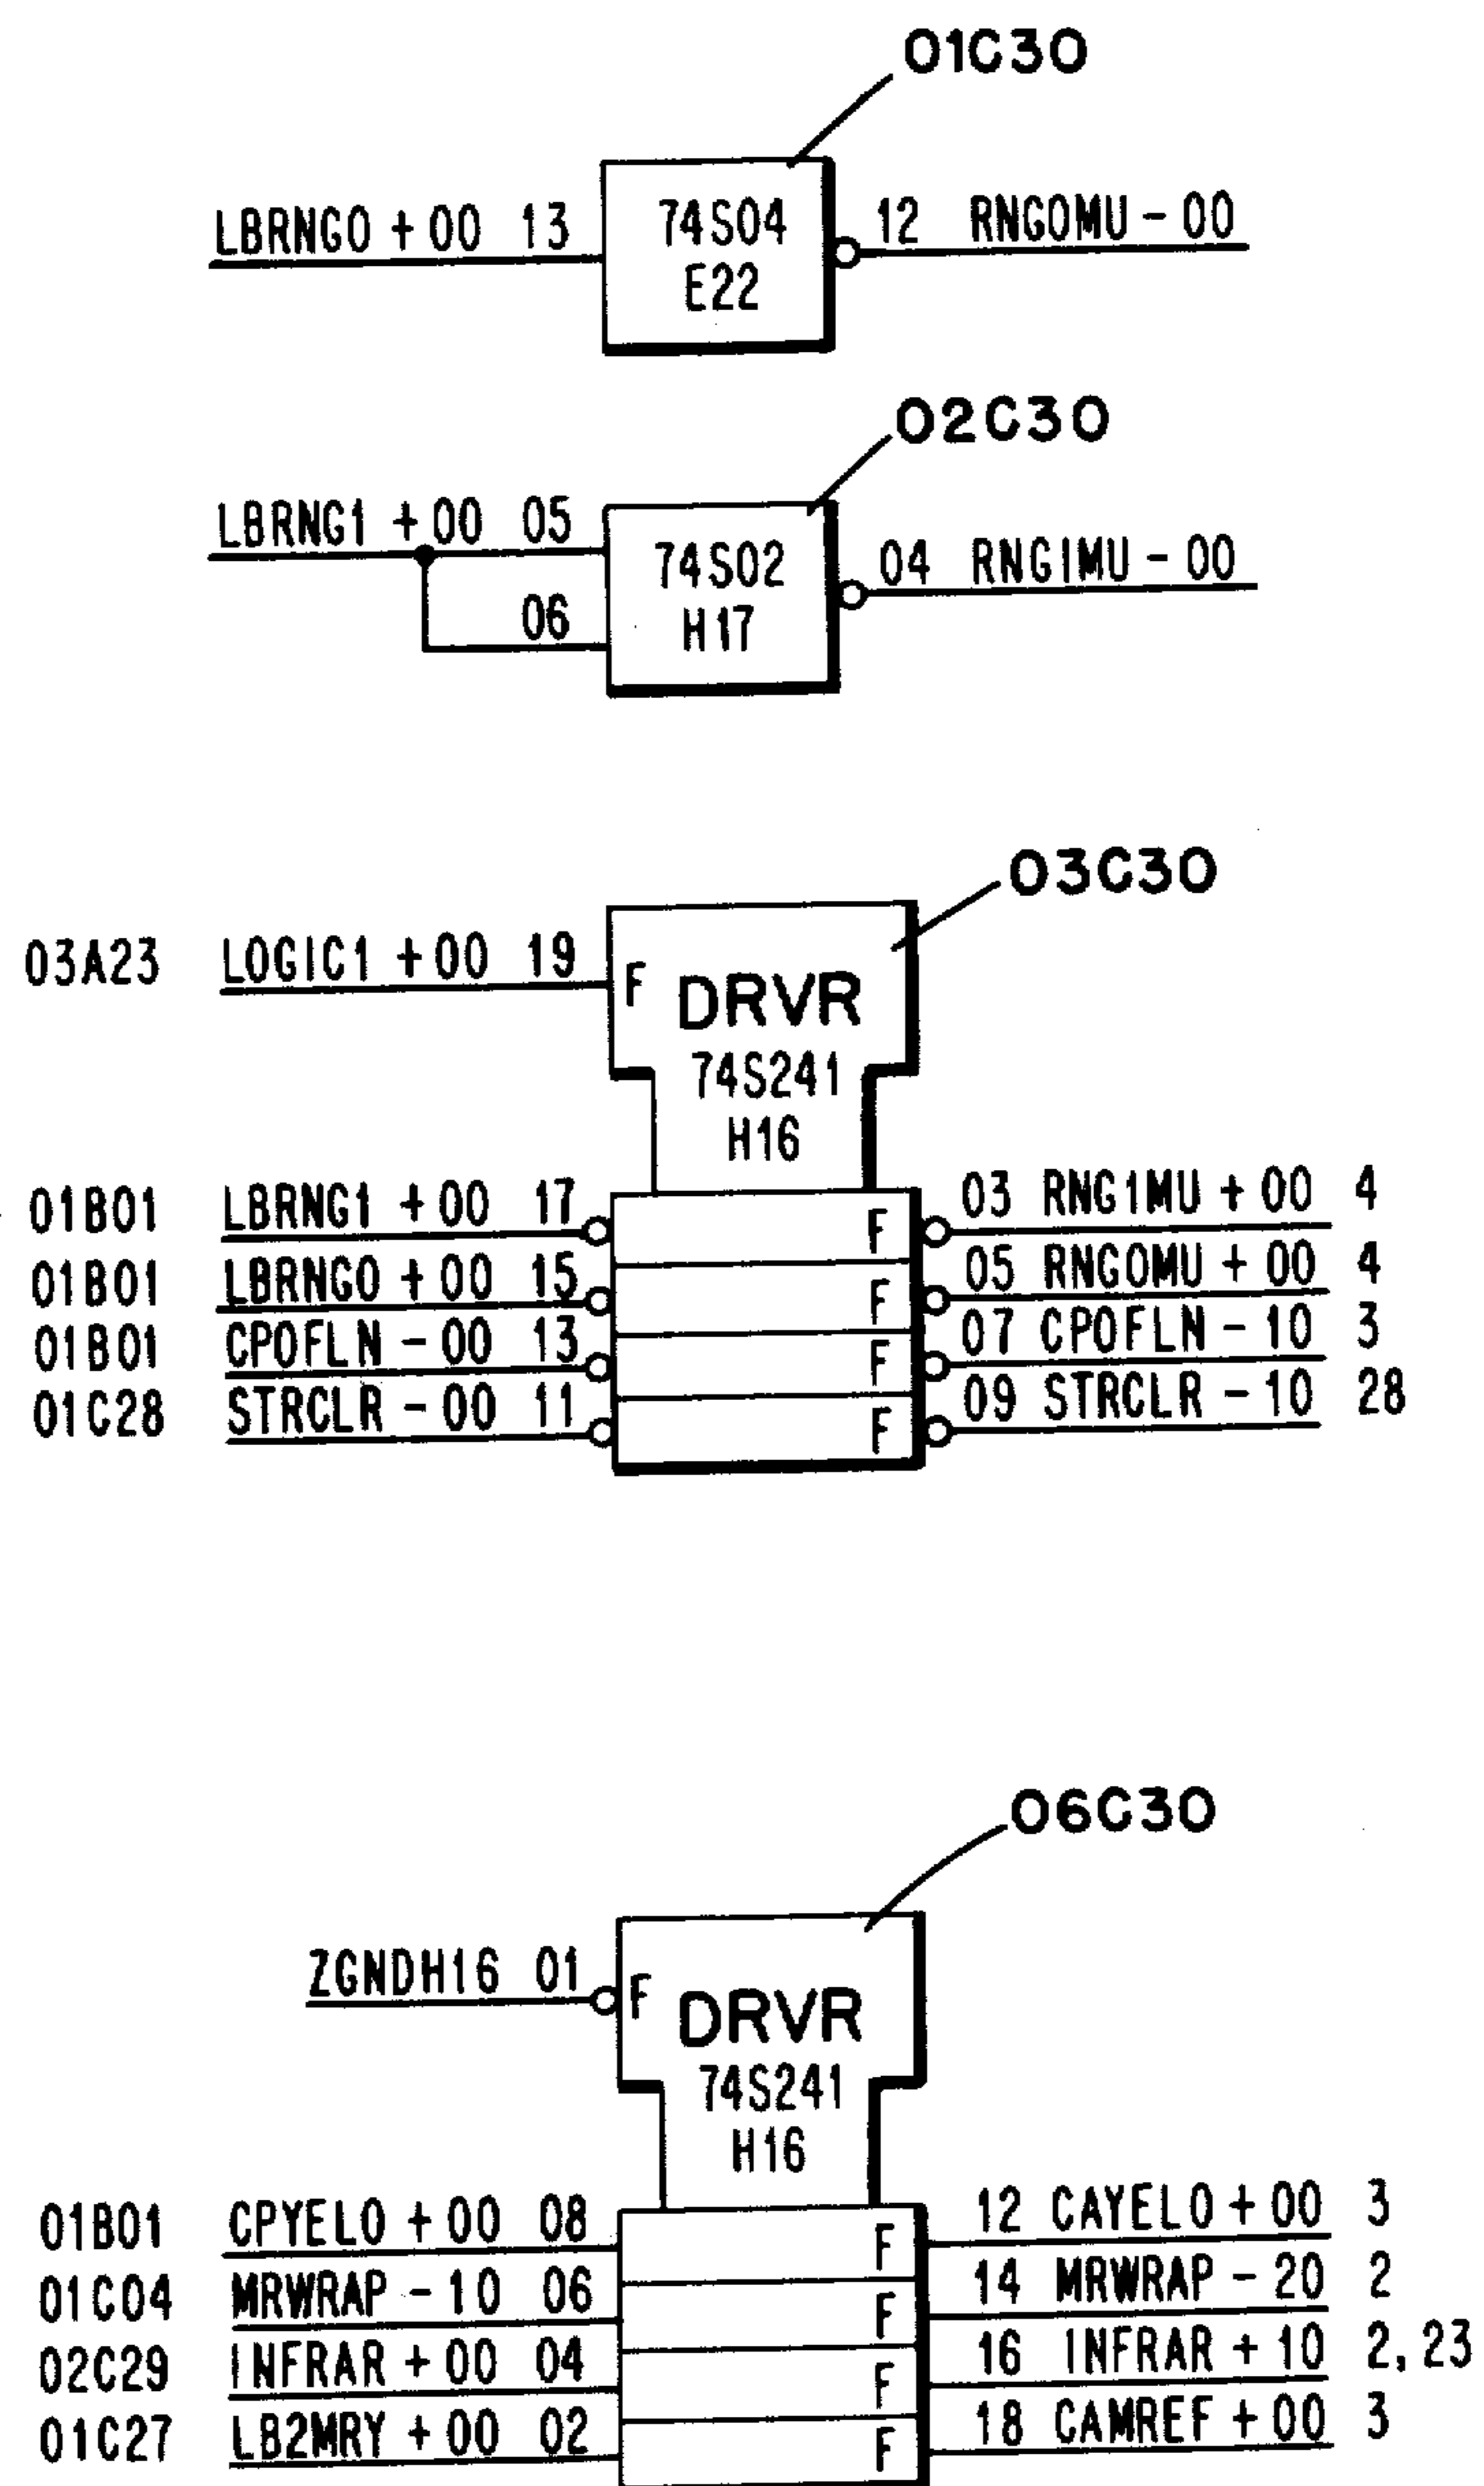 01C30
LBRNG0 +00 13 74S04 12 RNG0MU - 00
E22
02C30
LBRNG1 +00 05 74S02 04 RNG1MU - 00
06 H17
03C30
03A23 LOGIC1 +00 19 F DRVR
74S241
H16
01B01 LBRNG1 +00 17 F 03 RNG1MU +00 4
01B01 LBRNG0 +00 15 F 05 RNG0MU +00 4
01B01 CPOFLN -00 13 F 07 CPOFLN -10 3
01C28 STRCLR -00 11 F 09 STRCLR -10 28
06C30
ZGNDH16 01 F DRVR
74S241
H16
01B01 CPYELO +00 08 F 12 CAYELO +00 3
01C04 MRWRAP -10 06 F 14 MRWRAP -20 2
02C29 INFRAR +00 04 F 16 INFRAR +10 2,23
01C27 LB2MRY +00 02 F 18 CAMREF +00 3